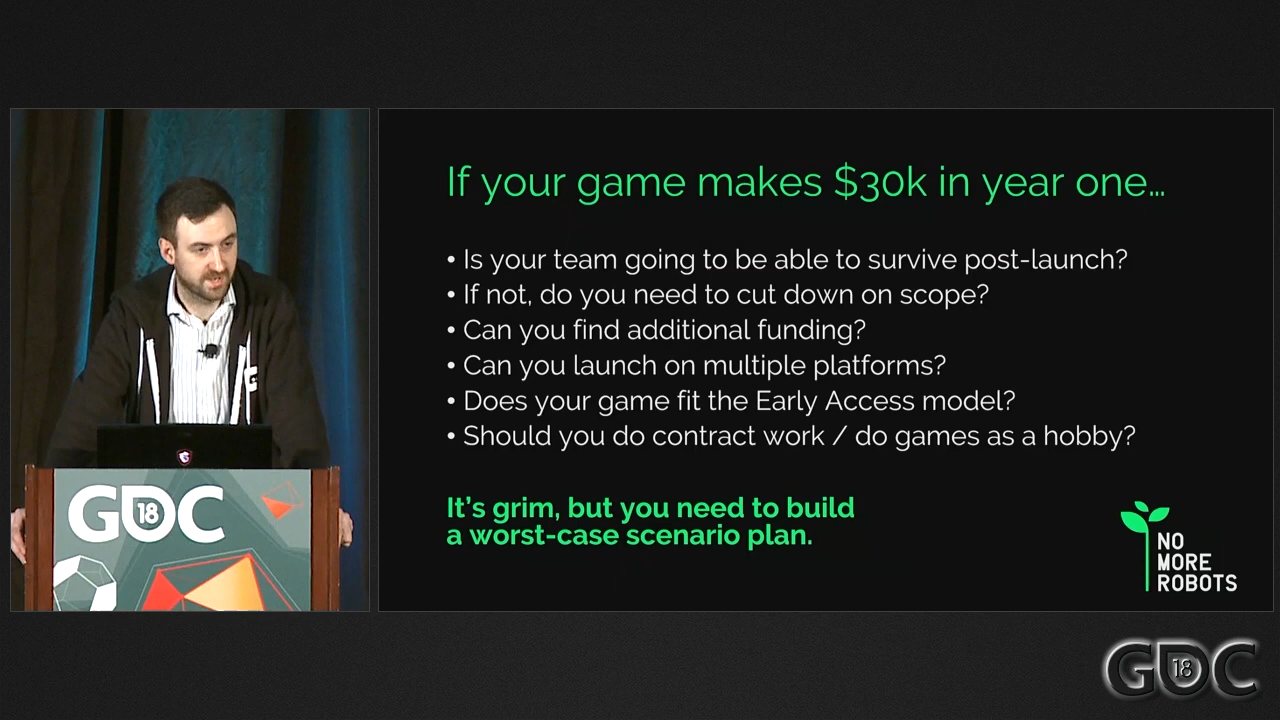 If your game makes $30k in year one…
• Is your team going to be able to survive post-launch?
• If not, do you need to cut down on scope?
• Can you find additional funding?
• Can you launch on multiple platforms?
• Does your game fit the Early Access model?
• Should you do contract work / do games as a hobby?
It's grim, but you need to build
a worst-case scenario plan.
NO
MORE
ROBOTS
GDC
18
GDC
18